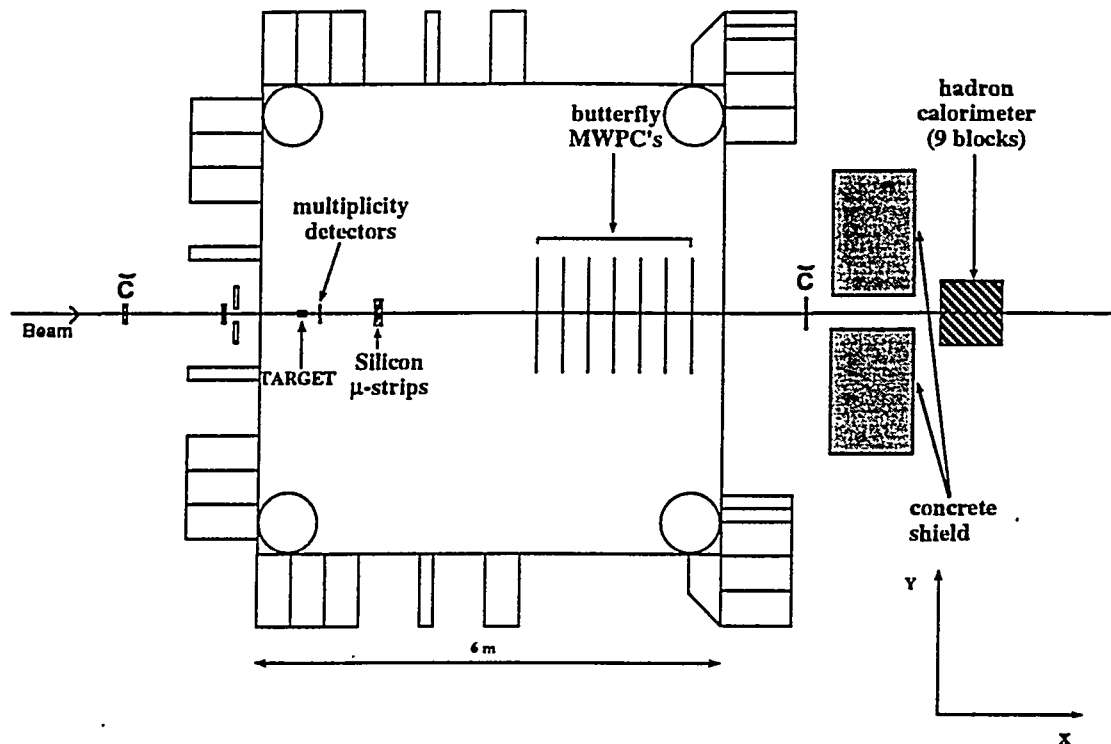 butterfly
MWPC's
hadron
calorimeter
(9 blocks)
multiplicity
detectors
C̃
C̃
Beam
TARGET
Silicon
μ-strips
concrete
shield
Y
6 m
X